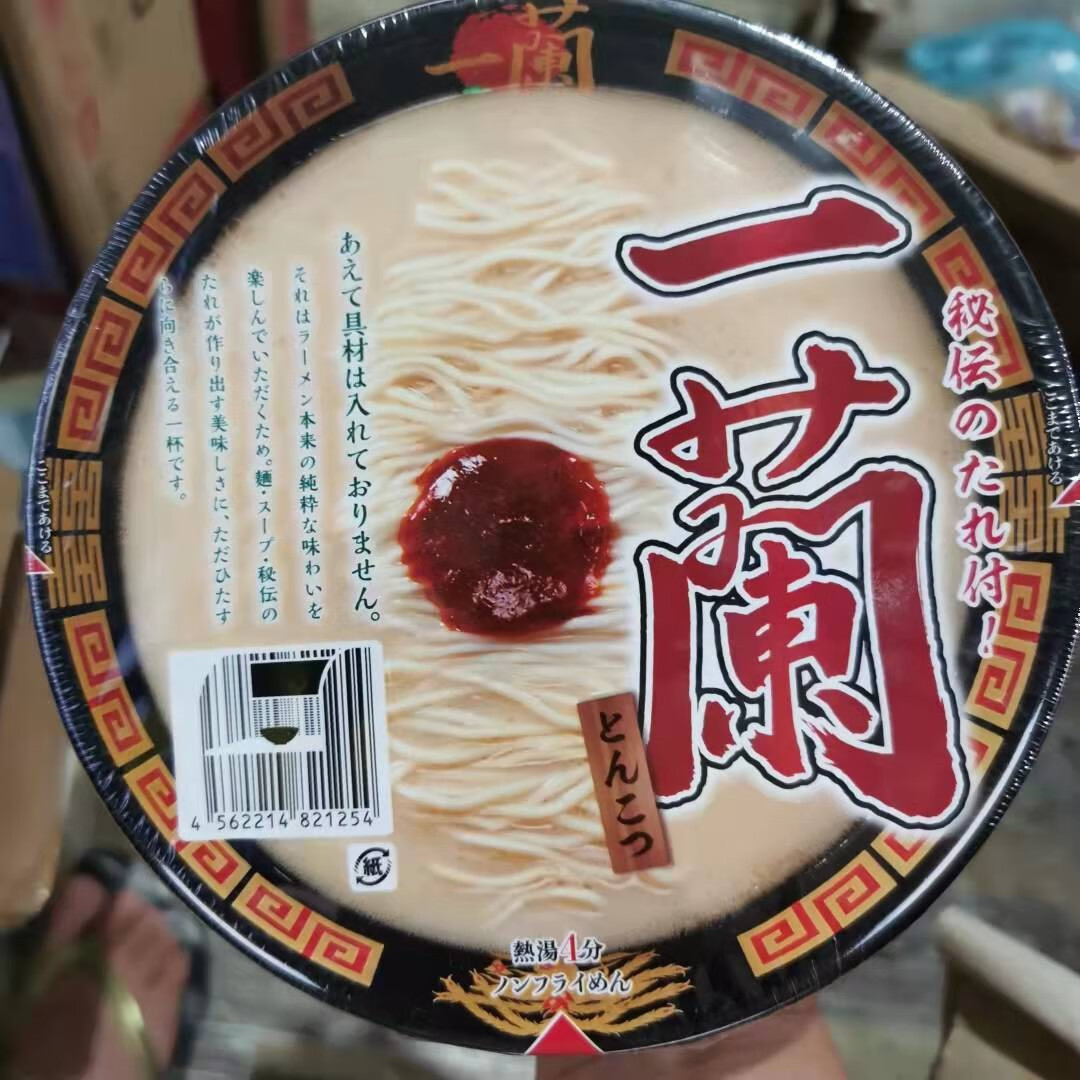 一蘭
秘伝のたれ付!
一蘭
とんこつ
あえて具材は入れておりません。
それはラーメン本来の純粋な味わいを
楽しんでいただくため。麺・スープ・秘伝の
たれが作り出す美味しさに、ただひたす
に向き合える一杯です。
ここまであける
ここまであける
4 562214 821254
紙
熱湯4分
ノンフライめん